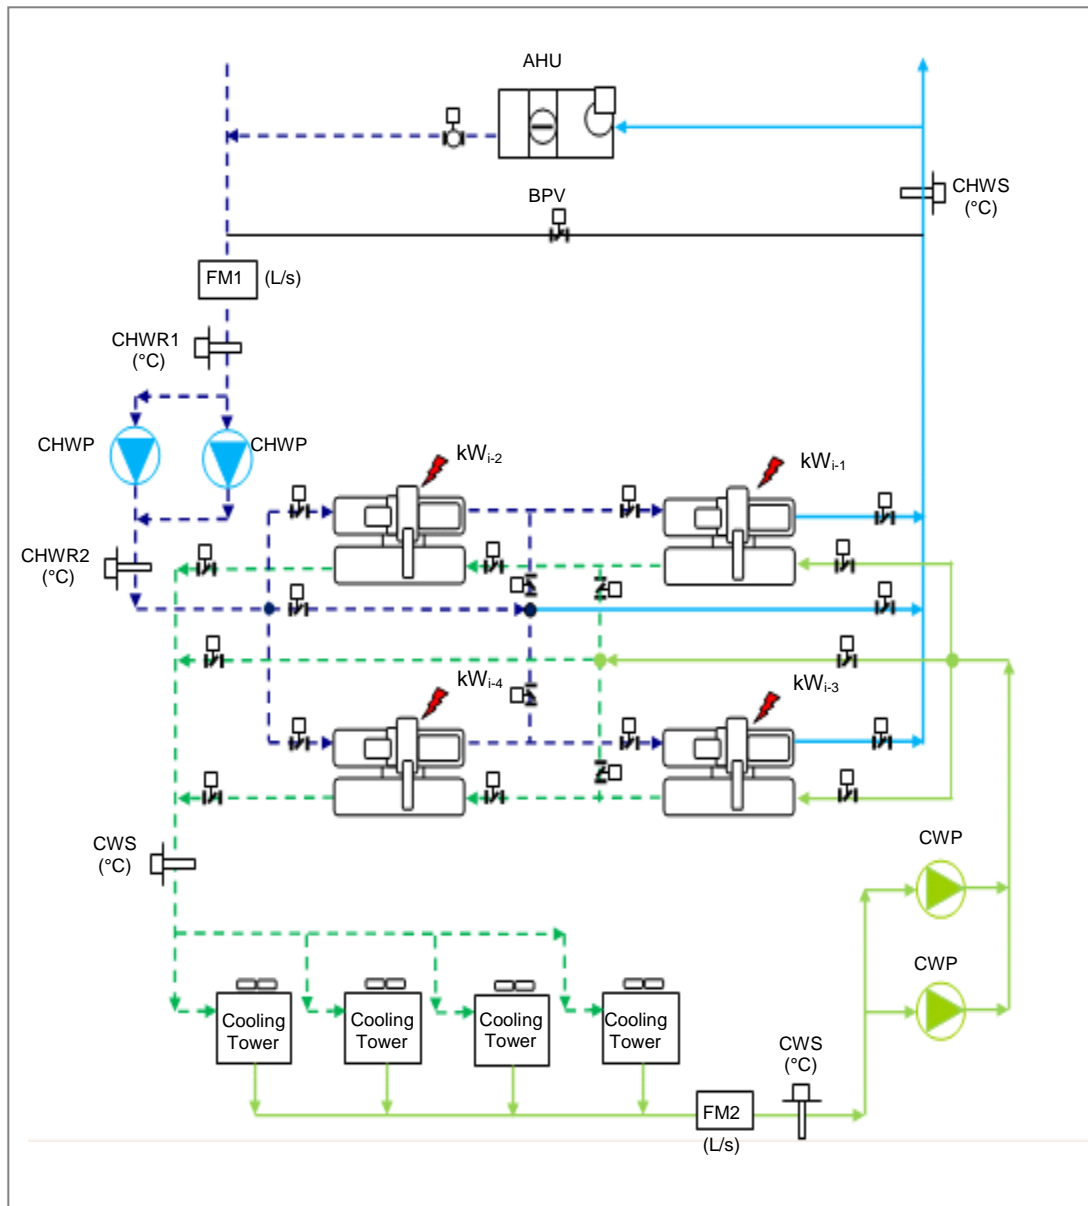 AHU
BPV
CHWS
(°C)
FM1 (L/s)
CHWR1
(°C)
CHWP
CHWP
kWi-2
kWi-1
CHWR2
(°C)
kWi-4
kWi-3
CWS
(°C)
CWP
CWP
Cooling
Tower
Cooling
Tower
Cooling
Tower
Cooling
Tower
CWS
(°C)
FM2
(L/s)